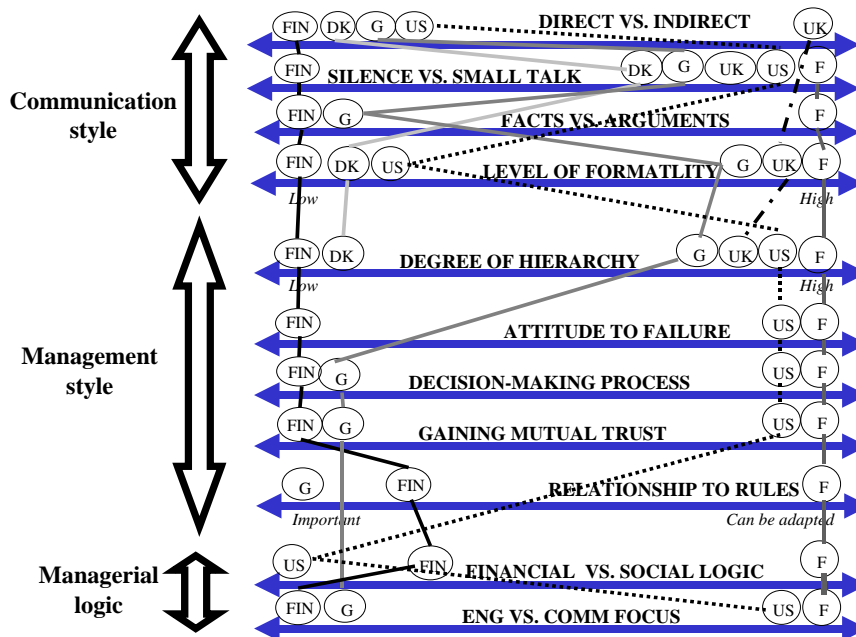 FIN DK G US DIRECT VS. INDIRECT UK
FIN SILENCE VS. SMALL TALK DK G UK US F
Communication
style
FIN G FACTS VS. ARGUMENTS F
FIN DK US LEVEL OF FORMATLITY G UK F
Low High
FIN DK DEGREE OF HIERARCHY G UK US F
Low High
FIN ATTITUDE TO FAILURE US F
Management
style
FIN G DECISION-MAKING PROCESS US F
FIN G GAINING MUTUAL TRUST US F
G FIN RELATIONSHIP TO RULES F
Important Can be adapted
Managerial
logic
US FIN FINANCIAL VS. SOCIAL LOGIC F
FIN G ENG VS. COMM FOCUS US F